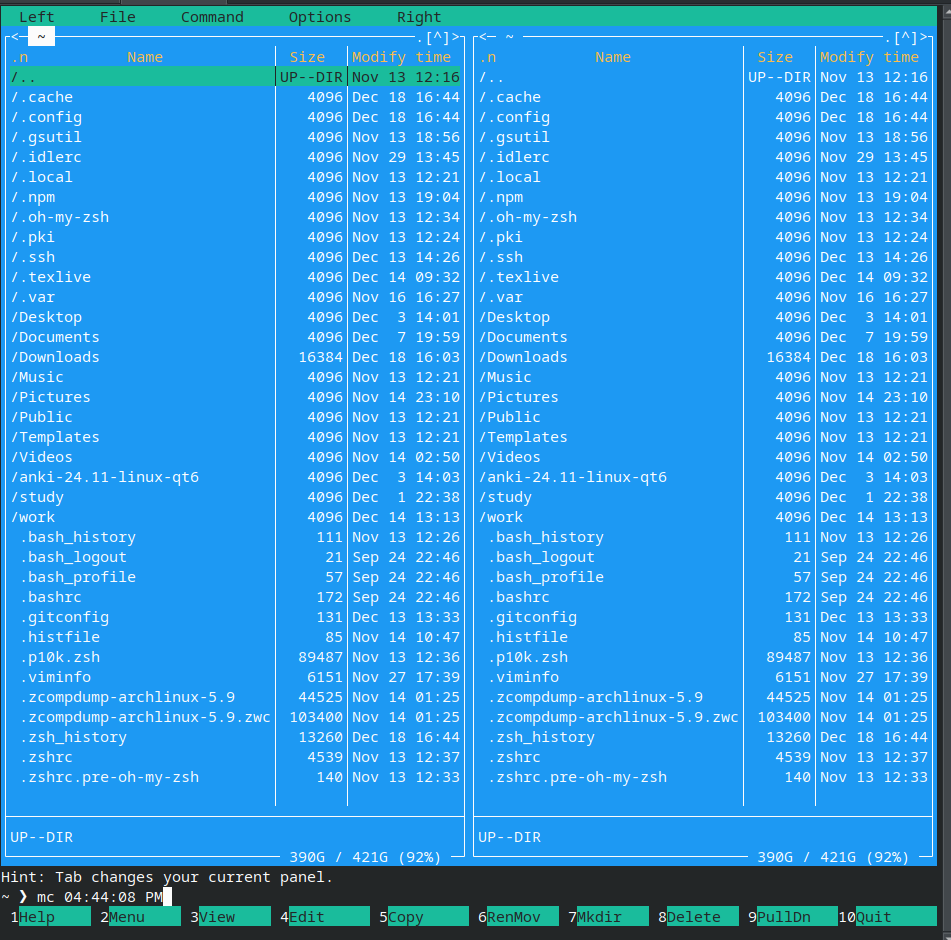 Left File Command Options Right
<─ ~ .[^]> <─ ~ .[^]>
.n Name Size Modify time .n Name Size Modify time
/.. UP--DIR Nov 13 12:16 /.. UP--DIR Nov 13 12:16
/.cache 4096 Dec 18 16:44 /.cache 4096 Dec 18 16:44
/.config 4096 Dec 18 16:44 /.config 4096 Dec 18 16:44
/.gsutil 4096 Nov 13 18:56 /.gsutil 4096 Nov 13 18:56
/.idlerc 4096 Nov 29 13:45 /.idlerc 4096 Nov 29 13:45
/.local 4096 Nov 13 12:21 /.local 4096 Nov 13 12:21
/.npm 4096 Nov 13 19:04 /.npm 4096 Nov 13 19:04
/.oh-my-zsh 4096 Nov 13 12:34 /.oh-my-zsh 4096 Nov 13 12:34
/.pki 4096 Nov 13 12:24 /.pki 4096 Nov 13 12:24
/.ssh 4096 Dec 13 14:26 /.ssh 4096 Dec 13 14:26
/.texlive 4096 Dec 14 09:32 /.texlive 4096 Dec 14 09:32
/.var 4096 Nov 16 16:27 /.var 4096 Nov 16 16:27
/Desktop 4096 Dec 3 14:01 /Desktop 4096 Dec 3 14:01
/Documents 4096 Dec 7 19:59 /Documents 4096 Dec 7 19:59
/Downloads 16384 Dec 18 16:03 /Downloads 16384 Dec 18 16:03
/Music 4096 Nov 13 12:21 /Music 4096 Nov 13 12:21
/Pictures 4096 Nov 14 23:10 /Pictures 4096 Nov 14 23:10
/Public 4096 Nov 13 12:21 /Public 4096 Nov 13 12:21
/Templates 4096 Nov 13 12:21 /Templates 4096 Nov 13 12:21
/Videos 4096 Nov 14 02:50 /Videos 4096 Nov 14 02:50
/anki-24.11-linux-qt6 4096 Dec 3 14:03 /anki-24.11-linux-qt6 4096 Dec 3 14:03
/study 4096 Dec 1 22:38 /study 4096 Dec 1 22:38
/work 4096 Dec 14 13:13 /work 4096 Dec 14 13:13
.bash_history 111 Nov 13 12:26 .bash_history 111 Nov 13 12:26
.bash_logout 21 Sep 24 22:46 .bash_logout 21 Sep 24 22:46
.bash_profile 57 Sep 24 22:46 .bash_profile 57 Sep 24 22:46
.bashrc 172 Sep 24 22:46 .bashrc 172 Sep 24 22:46
.gitconfig 131 Dec 13 13:33 .gitconfig 131 Dec 13 13:33
.histfile 85 Nov 14 10:47 .histfile 85 Nov 14 10:47
.p10k.zsh 89487 Nov 13 12:36 .p10k.zsh 89487 Nov 13 12:36
.viminfo 6151 Nov 27 17:39 .viminfo 6151 Nov 27 17:39
.zcompdump-archlinux-5.9 44525 Nov 14 01:25 .zcompdump-archlinux-5.9 44525 Nov 14 01:25
.zcompdump-archlinux-5.9.zwc 103400 Nov 14 01:25 .zcompdump-archlinux-5.9.zwc 103400 Nov 14 01:25
.zsh_history 13260 Dec 18 16:44 .zsh_history 13260 Dec 18 16:44
.zshrc 4539 Nov 13 12:37 .zshrc 4539 Nov 13 12:37
.zshrc.pre-oh-my-zsh 140 Nov 13 12:33 .zshrc.pre-oh-my-zsh 140 Nov 13 12:33
UP--DIR UP--DIR
390G / 421G (92%) 390G / 421G (92%)
Hint: Tab changes your current panel.
~ ❯ mc 04:44:08 PM
1Help 2Menu 3View 4Edit 5Copy 6RenMov 7Mkdir 8Delete 9PullDn 10Quit